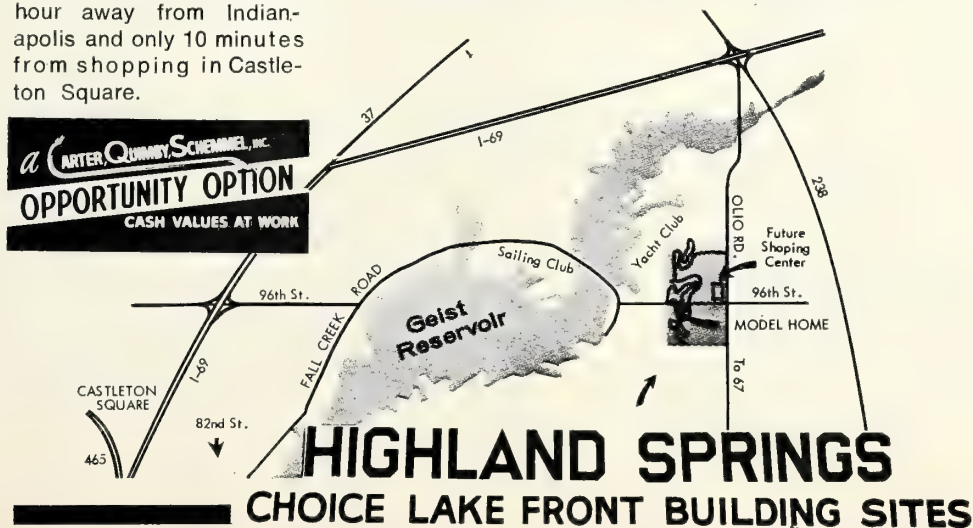 hour away from Indian-
apolis and only 10 minutes
from shopping in Castle-
ton Square.
a CARTER, QUIMBY, SCHEMMEL, INC.
OPPORTUNITY OPTION
CASH VALUES AT WORK
37
I-69
238
OLIO RD.
Yacht Club
Future
Shoping
Center
Sailing Club
96th St.
FALL CREEK ROAD
Geist
Reservoir
96th St.
MODEL HOME
I-69
To 67
CASTLETON
SQUARE
82nd St.
465
HIGHLAND SPRINGS
CHOICE LAKE FRONT BUILDING SITES